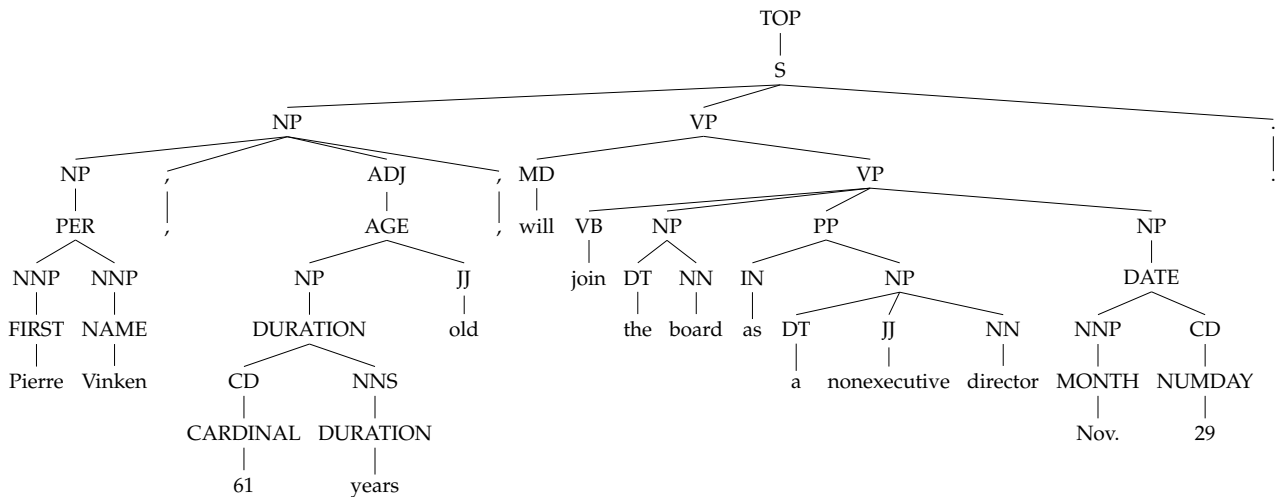 TOP
S
NP VP .
NP , ADJ , MD VP .
PER , AGE , will VB NP PP NP
NNP NNP NP JJ join DT NN IN NP DATE
FIRST NAME DURATION old the board as DT JJ NN NNP CD
Pierre Vinken CD NNS a nonexecutive director MONTH NUMDAY
CARDINAL DURATION Nov. 29
61 years